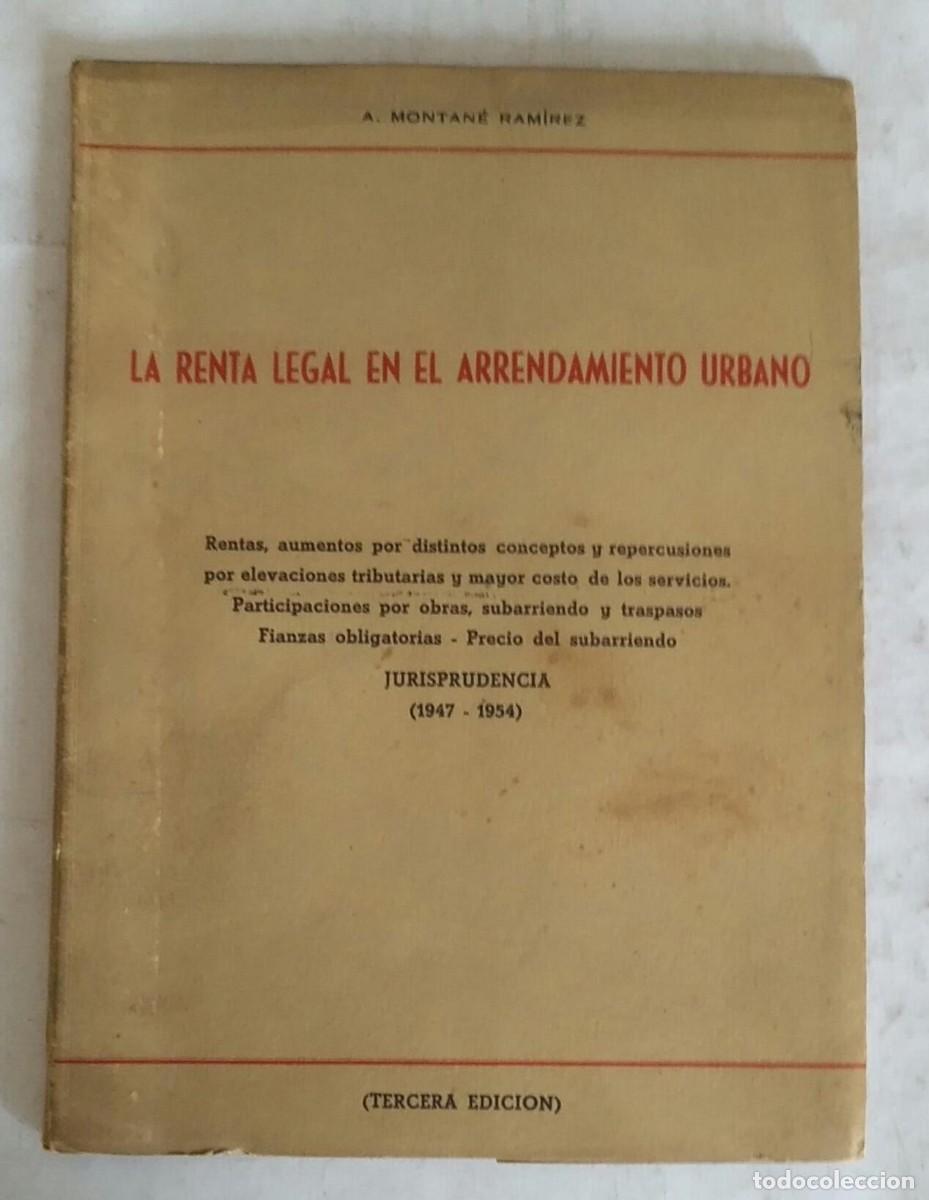 A. MONTANÉ RAMÍREZ
LA RENTA LEGAL EN EL ARRENDAMIENTO URBANO
Rentas, aumentos por distintos conceptos y repercusiones
por elevaciones tributarias y mayor costo de los servicios.
Participaciones por obras, subarriendo y traspasos
Fianzas obligatorias - Precio del subarriendo
JURISPRUDENCIA
(1947 - 1954)
(TERCERA EDICION)
todocoleccion